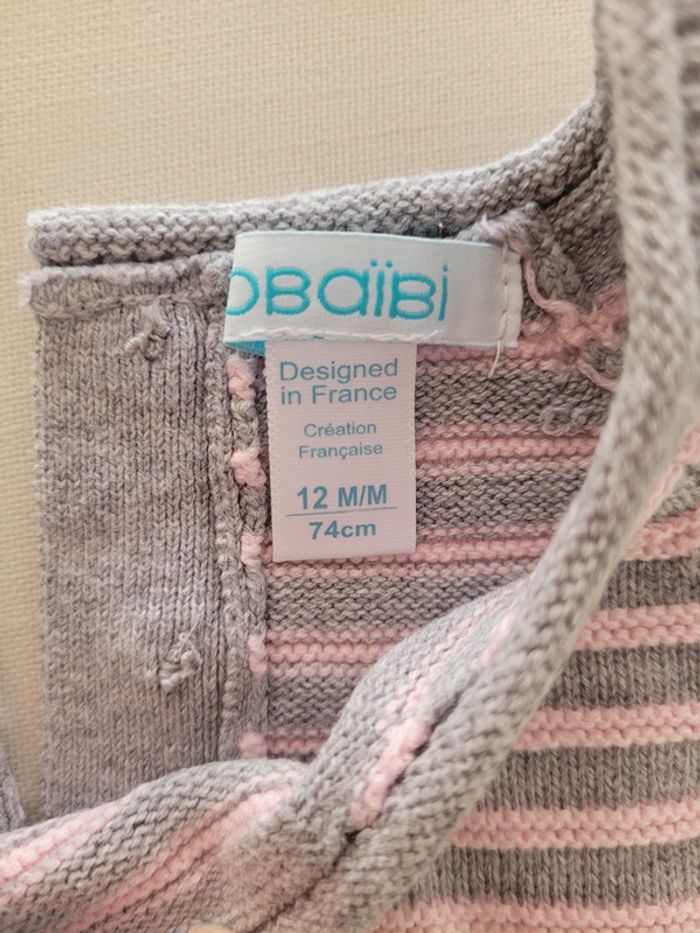 OBaïBi
Designed
in France
Création
Française
12 M/M
74cm